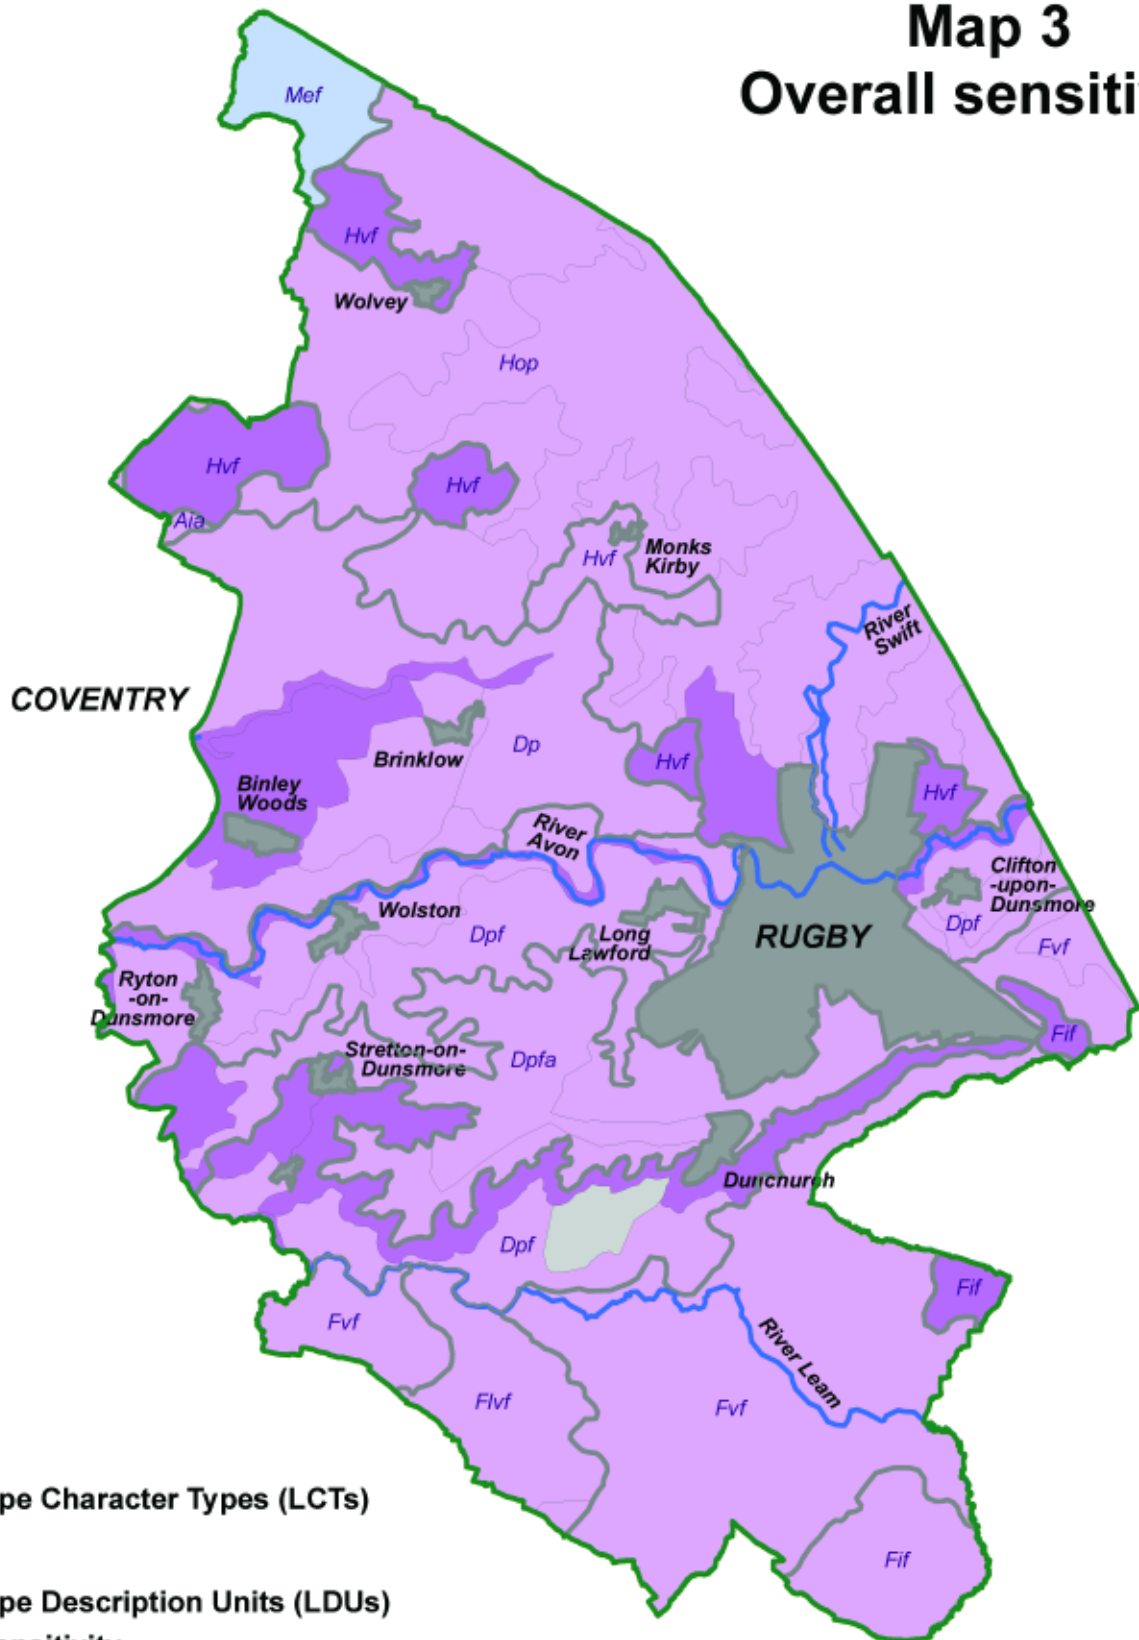 Map 3
Overall sensiti
Mef
Hvf
Wolvey
Hop
Hvf
Hvf
Aia
Hvf
Monks
Kirby
River
Swift
COVENTRY
Brinklow
Dp
Hvf
Binley
Woods
Hvf
River
Avon
Clifton
-upon-
Dunsmore
Wolston
Dpf
Long
Lawford
RUGBY
Dpf
Fvf
Ryton
-on-
Dunsmore
Stretton-on-
Dunsmore
Dpfa
Fif
Dunchurch
Dpf
Fif
Fvf
River Leam
Flvf
Fvf
pe Character Types (LCTs)
Fif
pe Description Units (LDUs)